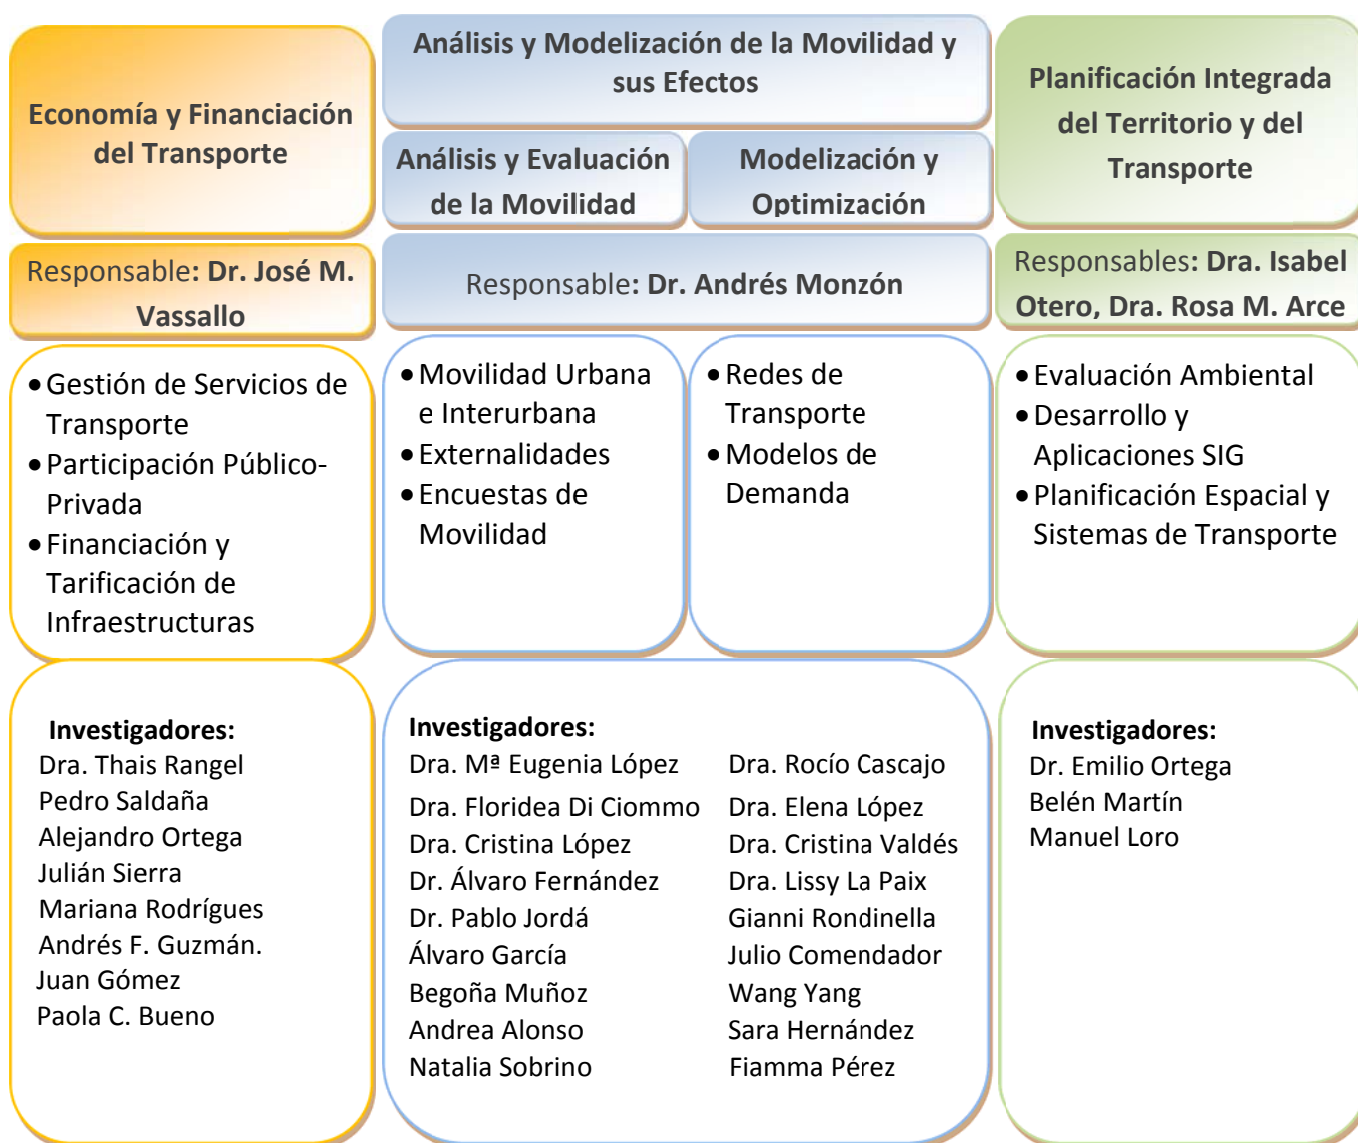 Economía y Financiación
del Transporte
Responsable: Dr. José M.
Vassallo
• Gestión de Servicios de
Transporte
• Participación Público-
Privada
• Financiación y
Tarificación de
Infraestructuras
Investigadores:
Dra. Thais Rangel
Pedro Saldaña
Alejandro Ortega
Julián Sierra
Mariana Rodrígues
Andrés F. Guzmán.
Juan Gómez
Paola C. Bueno
Análisis y Modelización de la Movilidad y
sus Efectos
Análisis y Evaluación
de la Movilidad
Modelización y
Optimización
Responsable: Dr. Andrés Monzón
• Movilidad Urbana
e Interurbana
• Externalidades
• Encuestas de
Movilidad
• Redes de
Transporte
• Modelos de
Demanda
Investigadores:
Dra. Mª Eugenia López
Dra. Floridea Di Ciommo
Dra. Cristina López
Dr. Álvaro Fernández
Dr. Pablo Jordá
Álvaro García
Begoña Muñoz
Andrea Alonso
Natalia Sobrino
Dra. Rocío Cascajo
Dra. Elena López
Dra. Cristina Valdés
Dra. Lissy La Paix
Gianni Rondinella
Julio Comendador
Wang Yang
Sara Hernández
Fiamma Pérez
Planificación Integrada
del Territorio y del
Transporte
Responsables: Dra. Isabel
Otero, Dra. Rosa M. Arce
• Evaluación Ambiental
• Desarrollo y
Aplicaciones SIG
• Planificación Espacial y
Sistemas de Transporte
Investigadores:
Dr. Emilio Ortega
Belén Martín
Manuel Loro